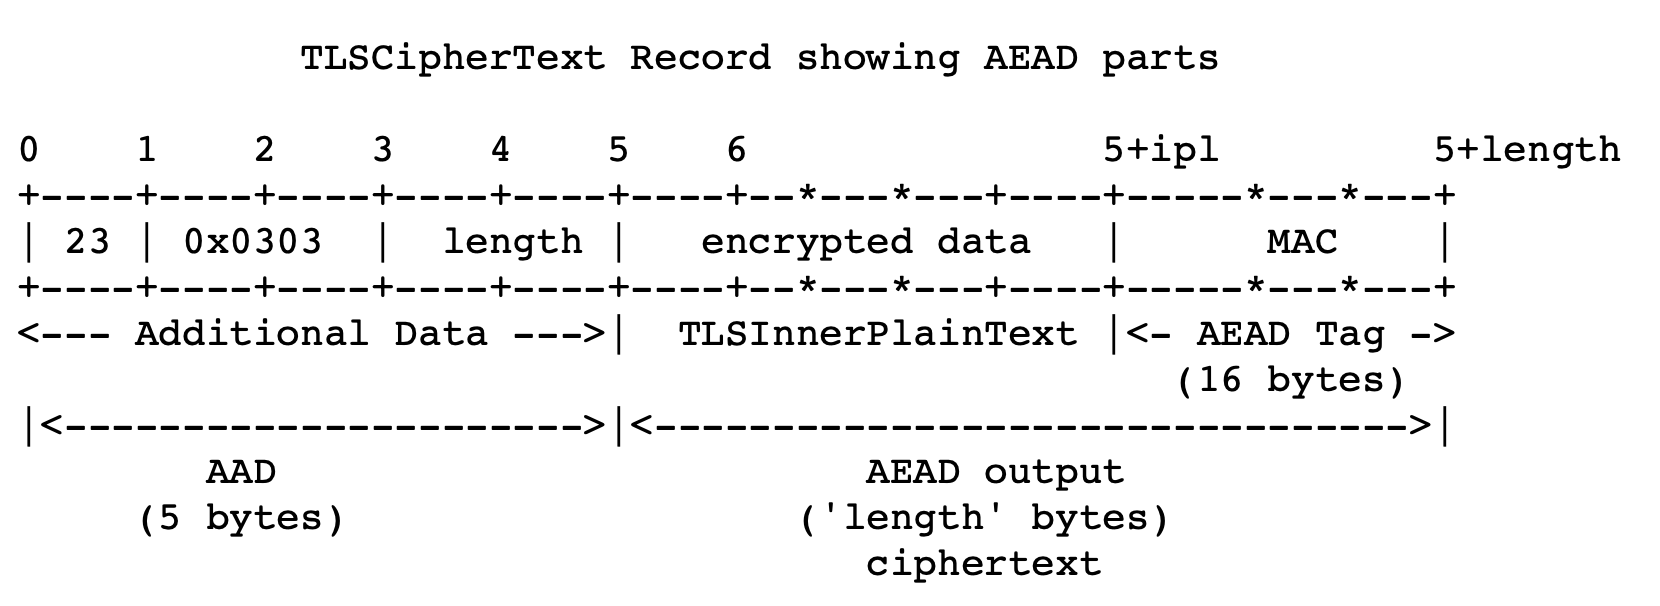 TLSCipherText Record showing AEAD parts
0    1    2    3    4    5    6               5+ipl         5+length
+----+----+----+----+----+----+--*---*---+----+-----*---*---+
| 23 | 0x0303  |  length |   encrypted data   |      MAC    |
+----+----+----+----+----+----+--*---*---+----+-----*---*---+
<--- Additional Data --->|  TLSInnerPlainText |<- AEAD Tag ->
(16 bytes)
|<----------------------->|<-------------------------------->|
AAD                            AEAD output
(5 bytes)                   ('length' bytes)
ciphertext